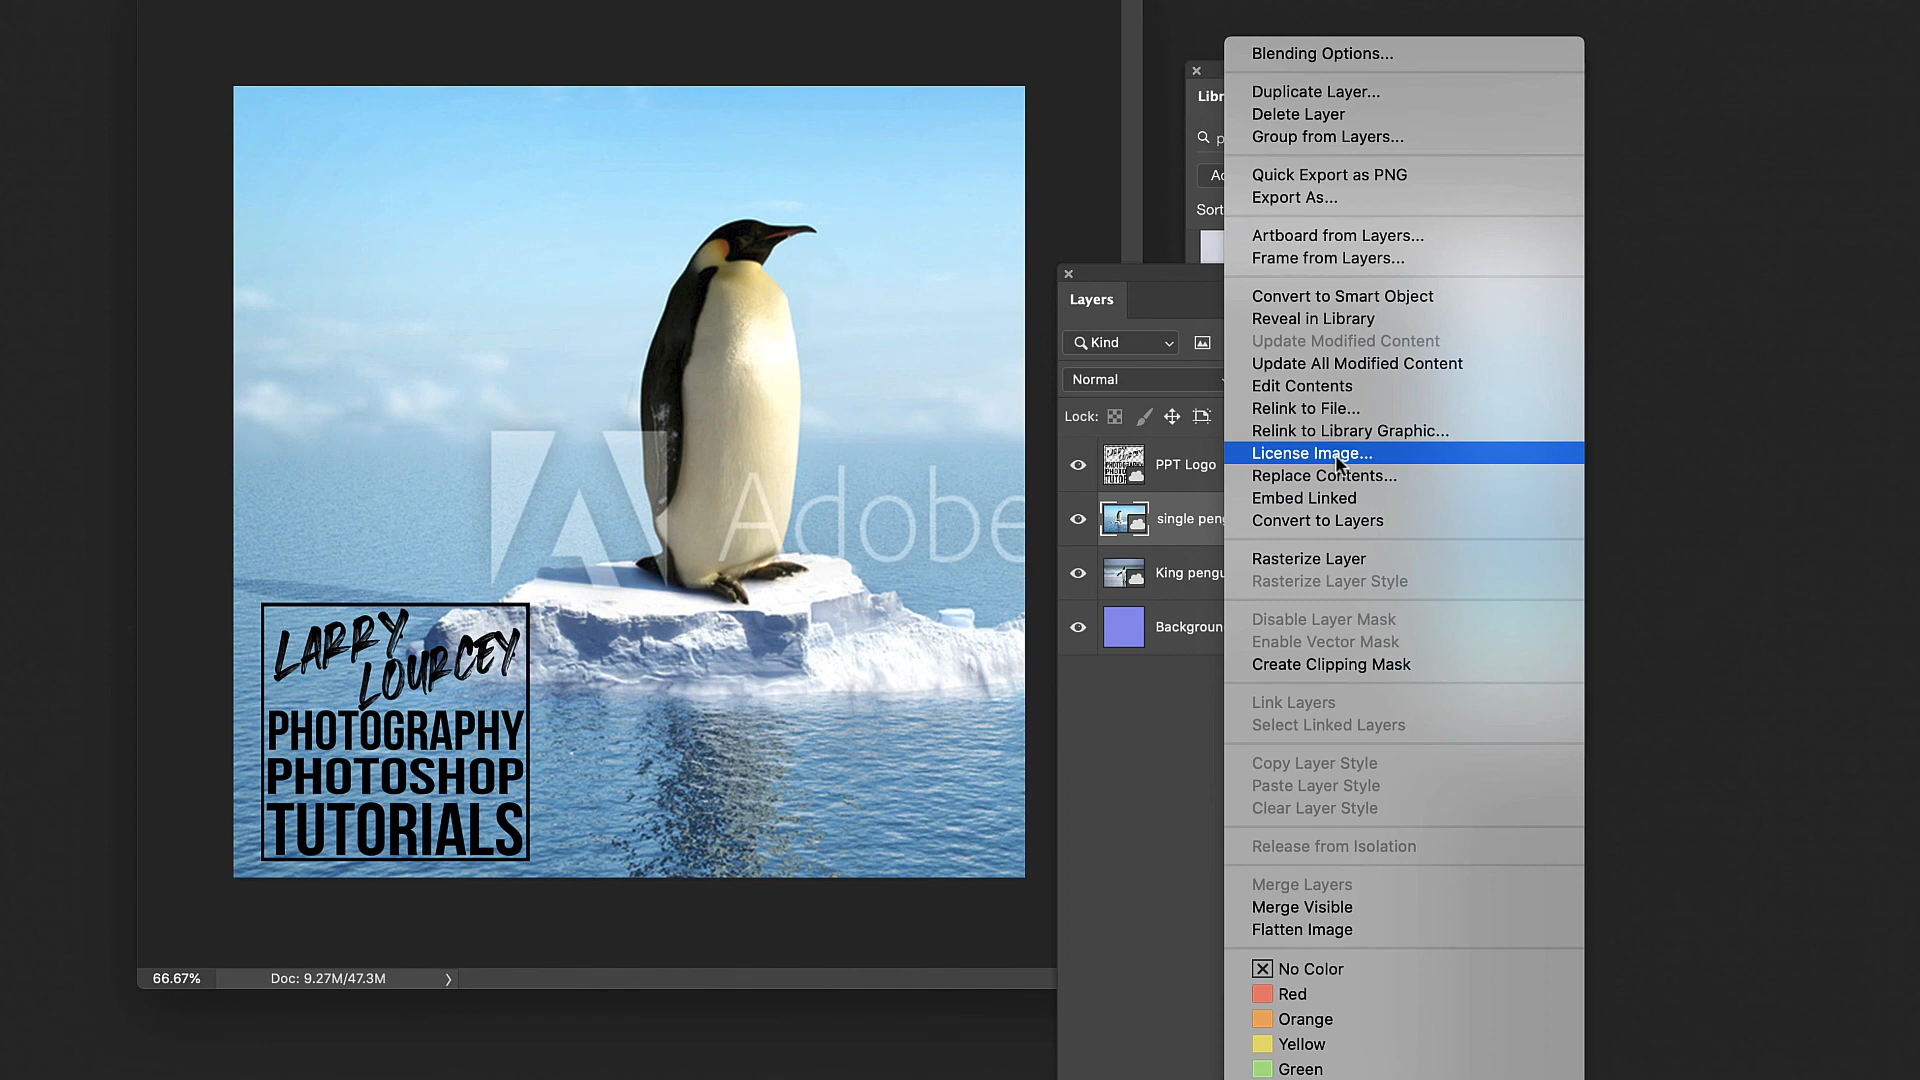 Adobe
LARRY
LOURCEY
PHOTOGRAPHY
PHOTOSHOP
TUTORIALS
66.67%
Doc: 9.27M/47.3M
Layers
Kind
Normal
Lock:
PPT Logo
single peng
King pengu
Backgroun
Libr
p
Ac
Sort
Blending Options...
Duplicate Layer...
Delete Layer
Group from Layers...
Quick Export as PNG
Export As...
Artboard from Layers...
Frame from Layers...
Convert to Smart Object
Reveal in Library
Update Modified Content
Update All Modified Content
Edit Contents
Relink to File...
Relink to Library Graphic...
License Image...
Replace Contents...
Embed Linked
Convert to Layers
Rasterize Layer
Rasterize Layer Style
Disable Layer Mask
Enable Vector Mask
Create Clipping Mask
Link Layers
Select Linked Layers
Copy Layer Style
Paste Layer Style
Clear Layer Style
Release from Isolation
Merge Layers
Merge Visible
Flatten Image
No Color
Red
Orange
Yellow
Green